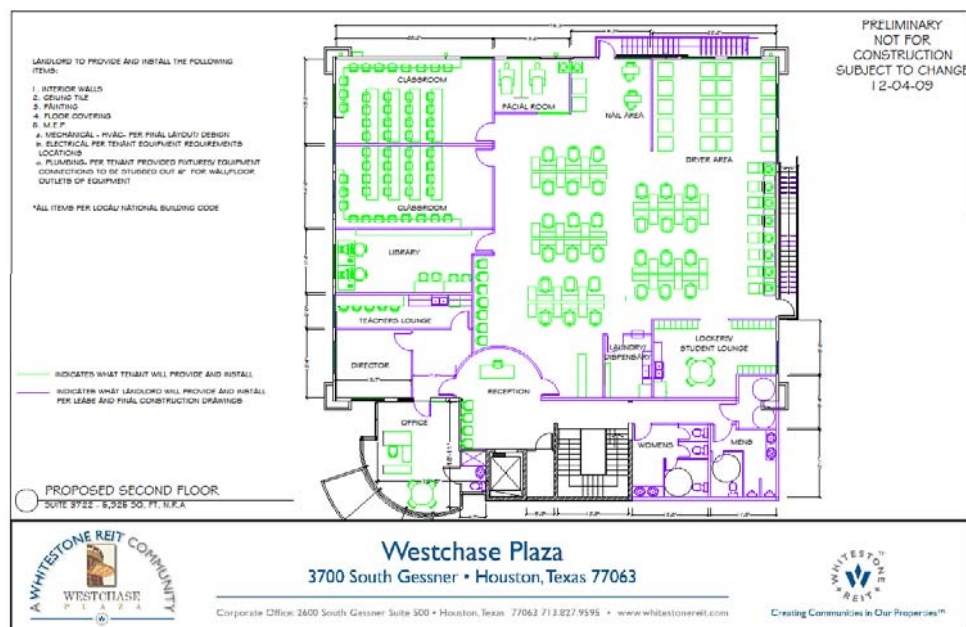 PRELIMINARY
NOT FOR
CONSTRUCTION
SUBJECT TO CHANGE
12-04-09
LANDLORD TO PROVIDE AND INSTALL THE FOLLOWING
ITEMS:
1. INTERIOR WALLS
2. CEILING TILE
3. PAINTING
4. FLOOR COVERING
5. M.E.P.
a. MECHANICAL - HVAC- PER FINAL LAYOUT/ DESIGN
b. ELECTRICAL PER TENANT EQUIPMENT REQUIREMENTS
LOCATIONS
c. PLUMBING- PER TENANT PROVIDED FIXTURES/ EQUIPMENT
CONNECTIONS TO BE STUBBED OUT 6" FOR WALL/FLOOR
OUTLETS OF EQUIPMENT
*ALL ITEMS PER LOCAL/ NATIONAL BUILDING CODE
CLASSROOM
FACIAL ROOM
NAIL AREA
DRYER AREA
CLASSROOM
LIBRARY
TEACHERS LOUNGE
DIRECTOR
LAUNDRY/
DISPENSARY
LOCKERS/
STUDENT LOUNGE
RECEPTION
OFFICE
WOMENS
MENS
INDICATES WHAT TENANT WILL PROVIDE AND INSTALL
INDICATES WHAT LANDLORD WILL PROVIDE AND INSTALL
PER LEASE AND FINAL CONSTRUCTION DRAWINGS
PROPOSED SECOND FLOOR
SUITE 3722 - 6,926 SQ. FT. N.R.A
A WHITESTONE REIT COMMUNITY
WESTCHASE
PLAZA
Westchase Plaza
3700 South Gessner • Houston, Texas 77063
Corporate Office: 2600 South Gessner Suite 500 • Houston, Texas 77063 713.827.9595 • www.whitestonereit.com
WHITESTONE
REIT
Creating Communities in Our Properties℠